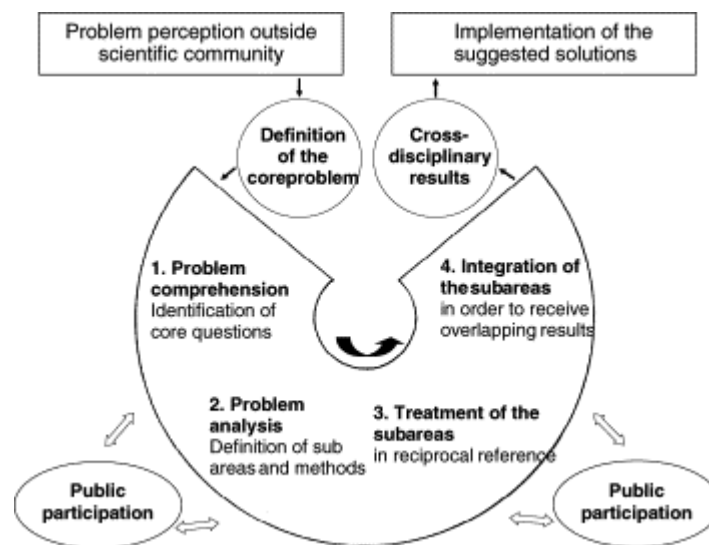 Problem perception outside
scientific community
Implementation of the
suggested solutions
Definition
of the
coreproblem
Cross-
disciplinary
results
1. Problem
comprehension
Identification of
core questions
4. Integration of
the subareas
in order to receive
overlapping results
2. Problem
analysis
Definition of sub
areas and methods
3. Treatment of the
subareas
in reciprocal reference
Public
participation
Public
participation